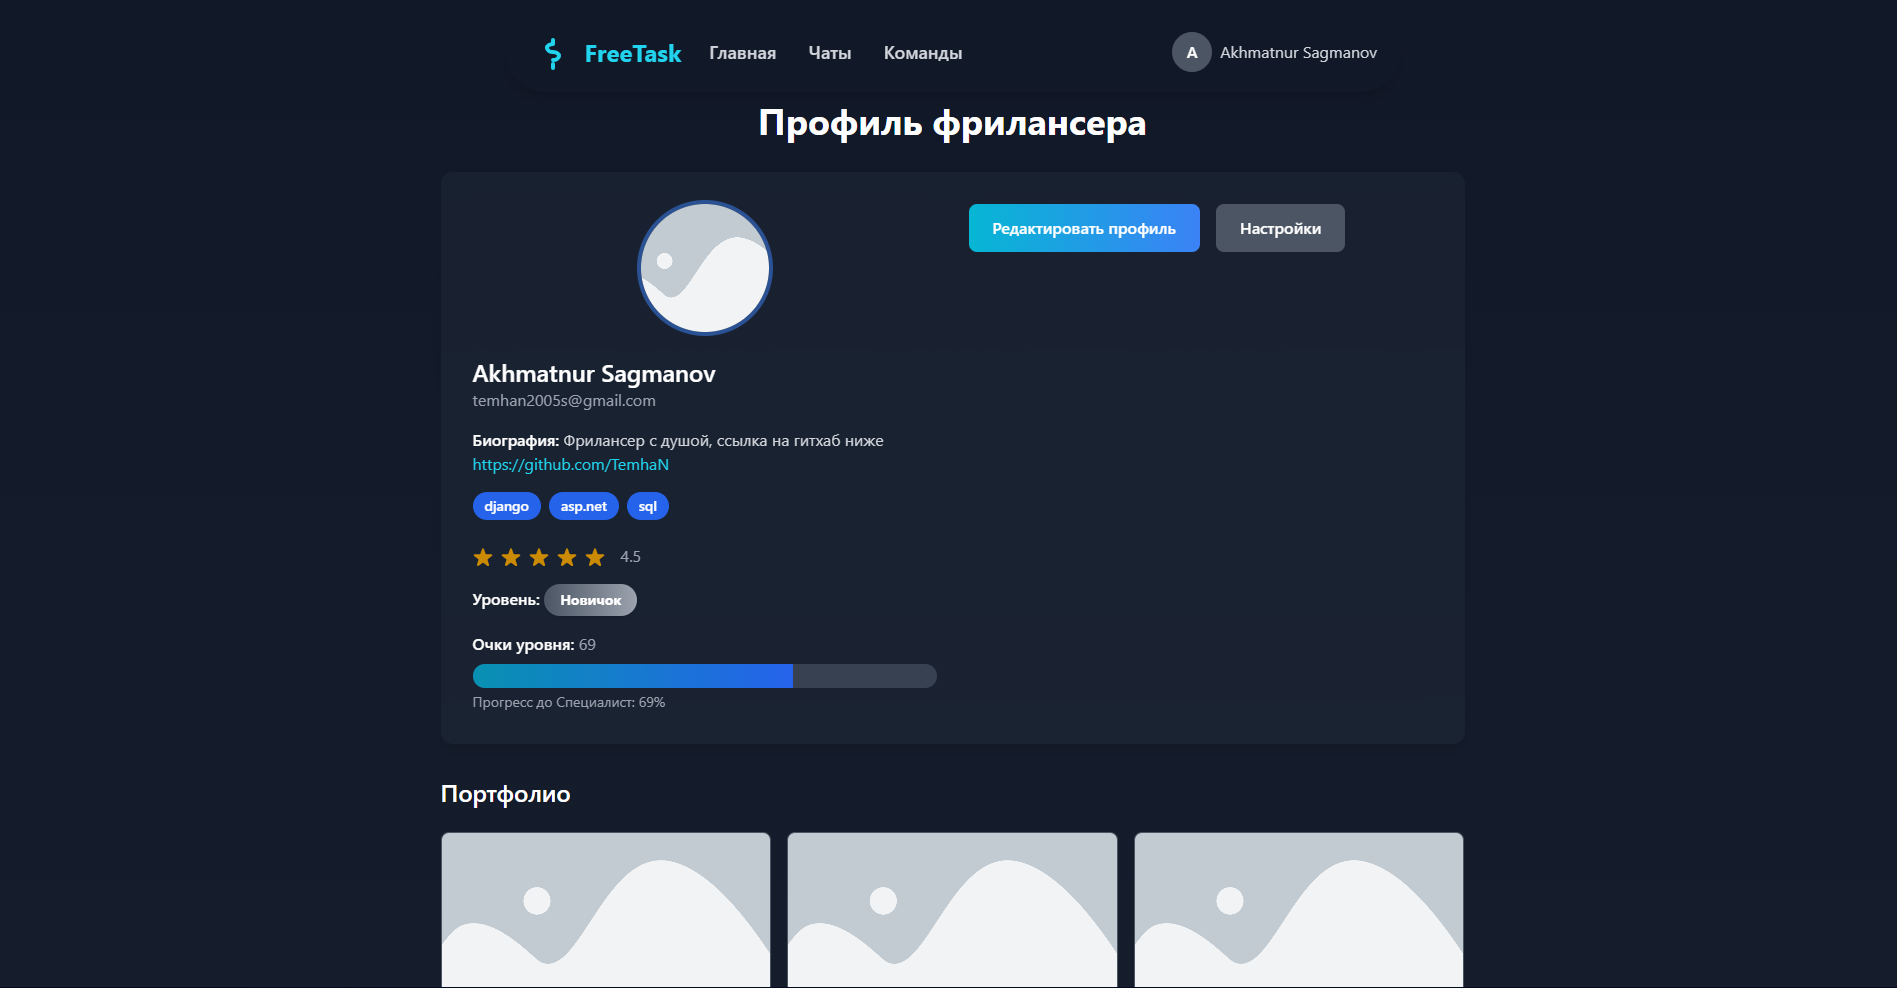 FreeTask Главная Чаты Команды A Akhmatnur Sagmanov
Профиль фрилансера
Редактировать профиль Настройки
Akhmatnur Sagmanov
temhan2005s@gmail.com
Биография: Фрилансер с душой, ссылка на гитхаб ниже
https://github.com/TemhaN
django asp.net sql
4.5
Уровень: Новичок
Очки уровня: 69
Прогресс до Специалист: 69%
Портфолио